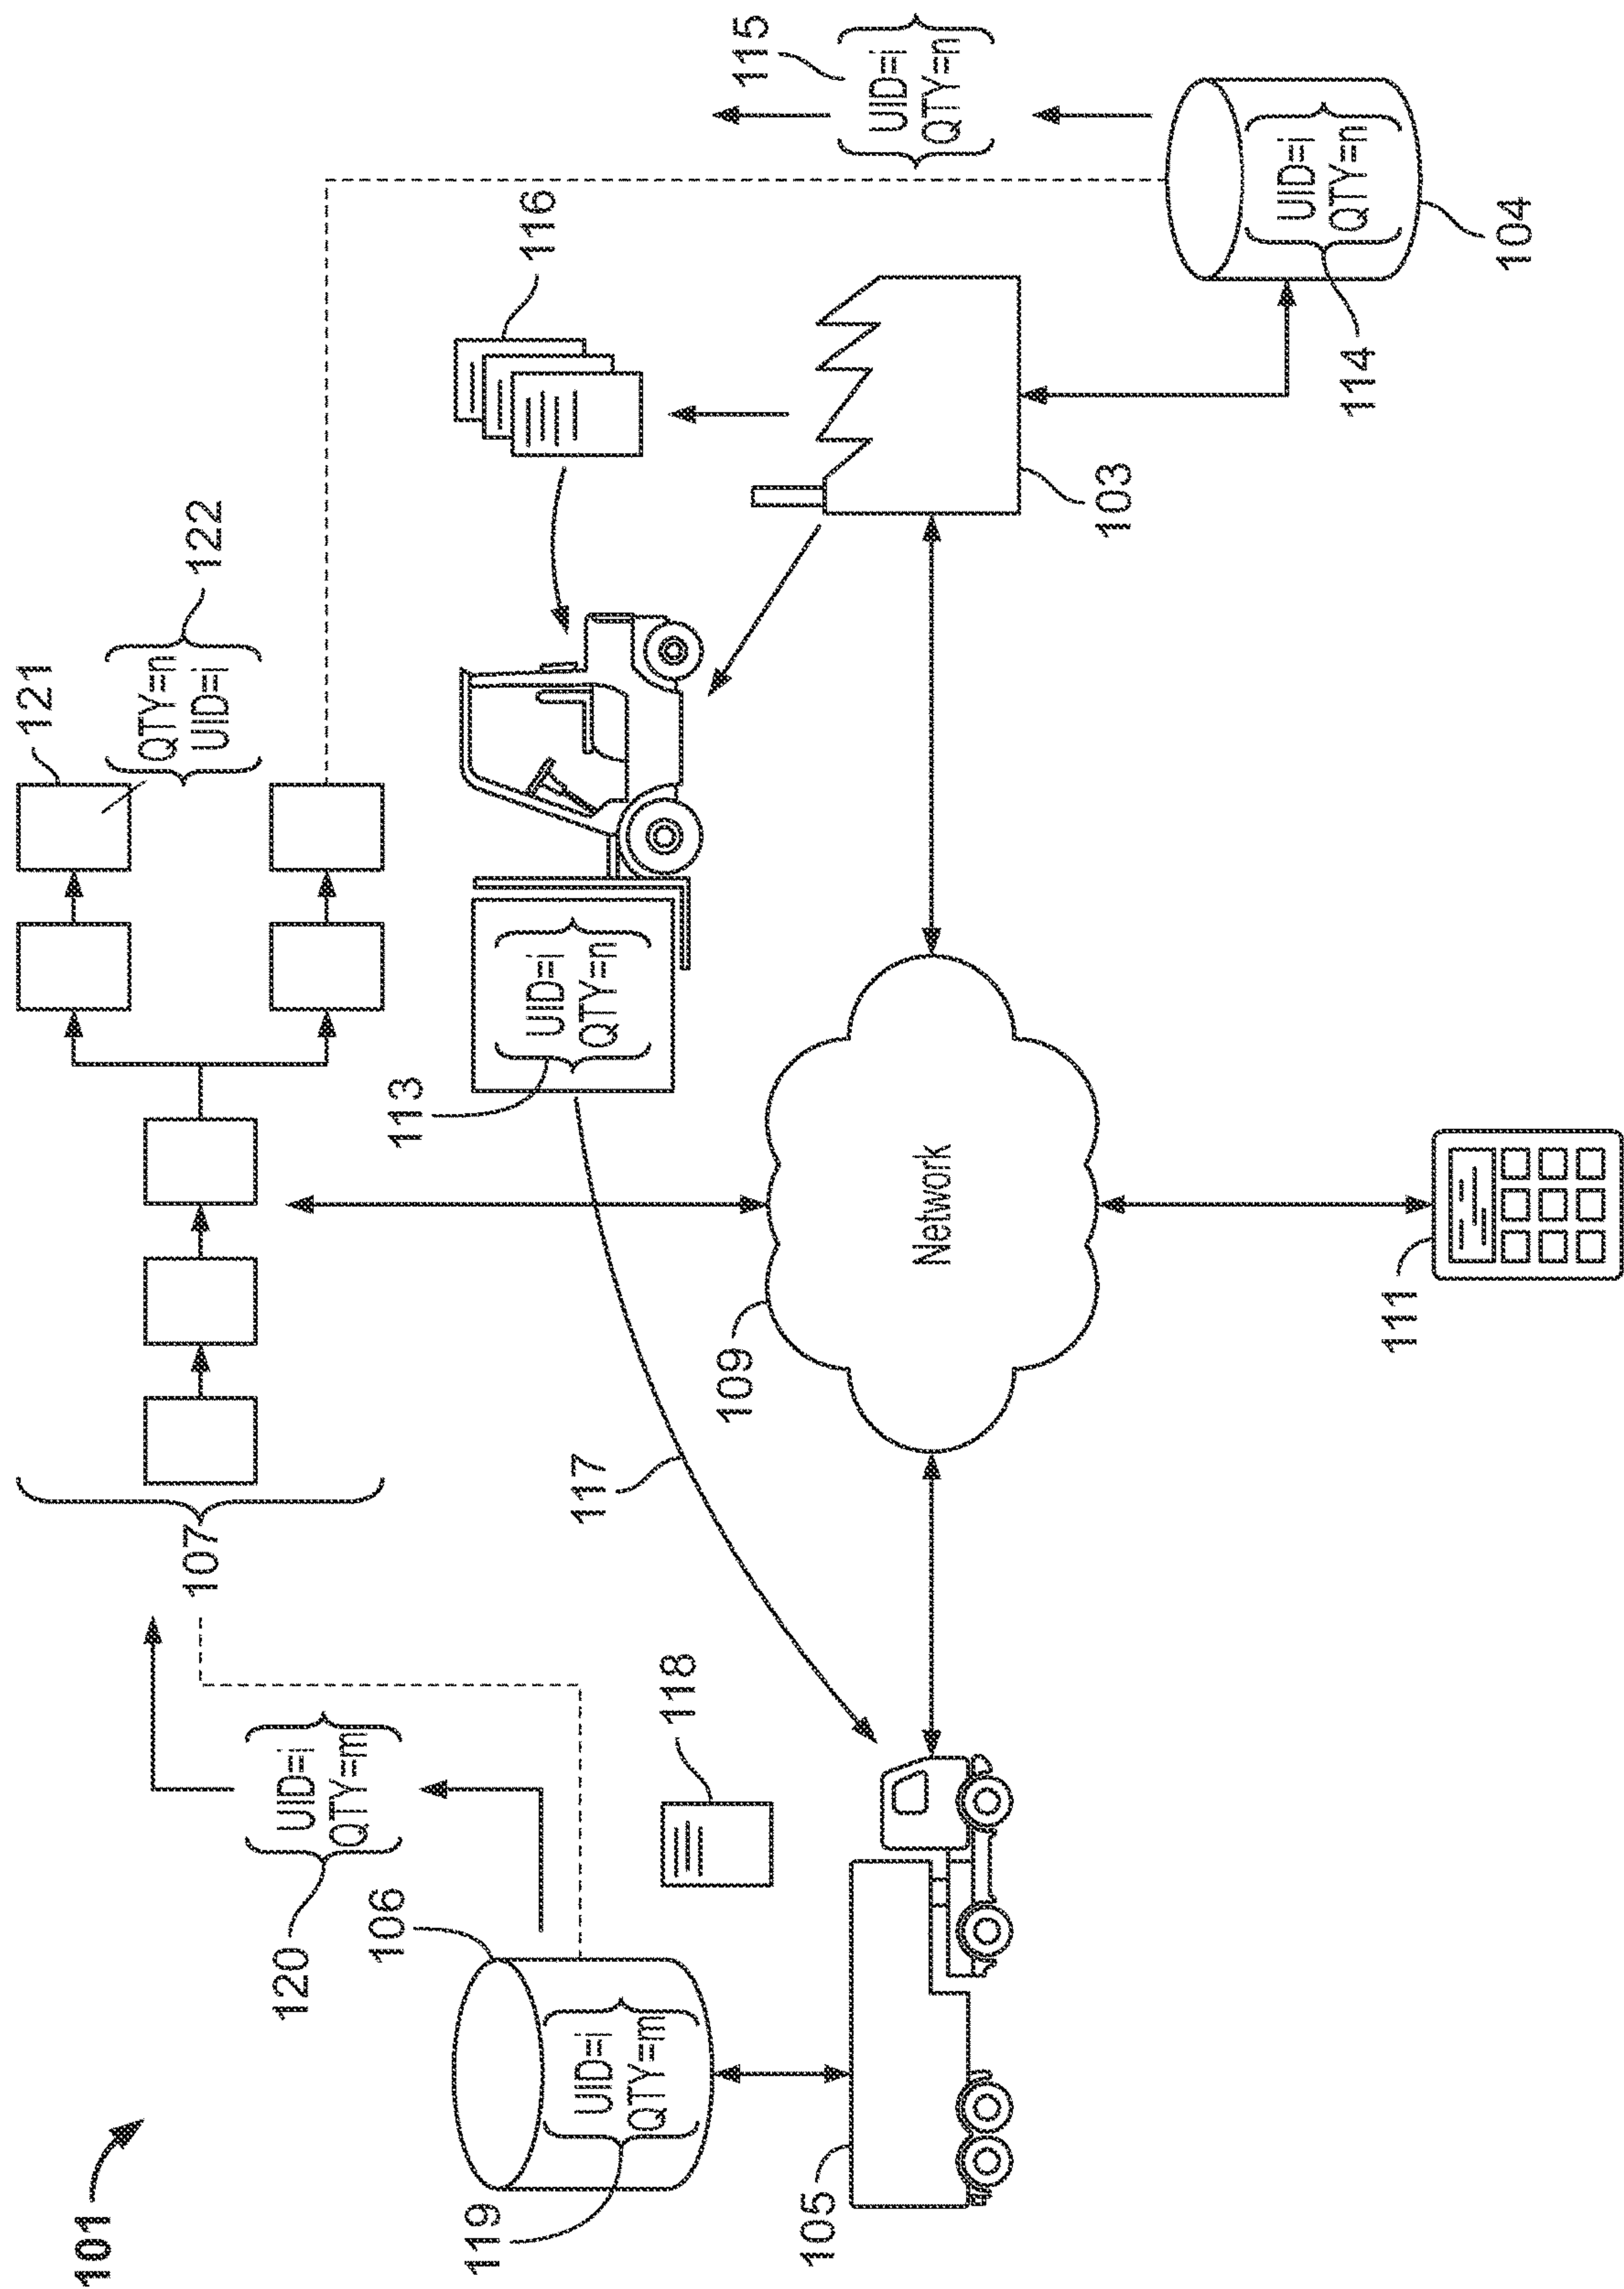 101
107
121
QTY=n
UID=i
122
UID=i
QTY=m
120
106
UID=i
QTY=m
119
118
105
117
113
UID=i
QTY=n
116
115
UID=i
QTY=n
109
Network
103
UID=i
QTY=n
114
104
111